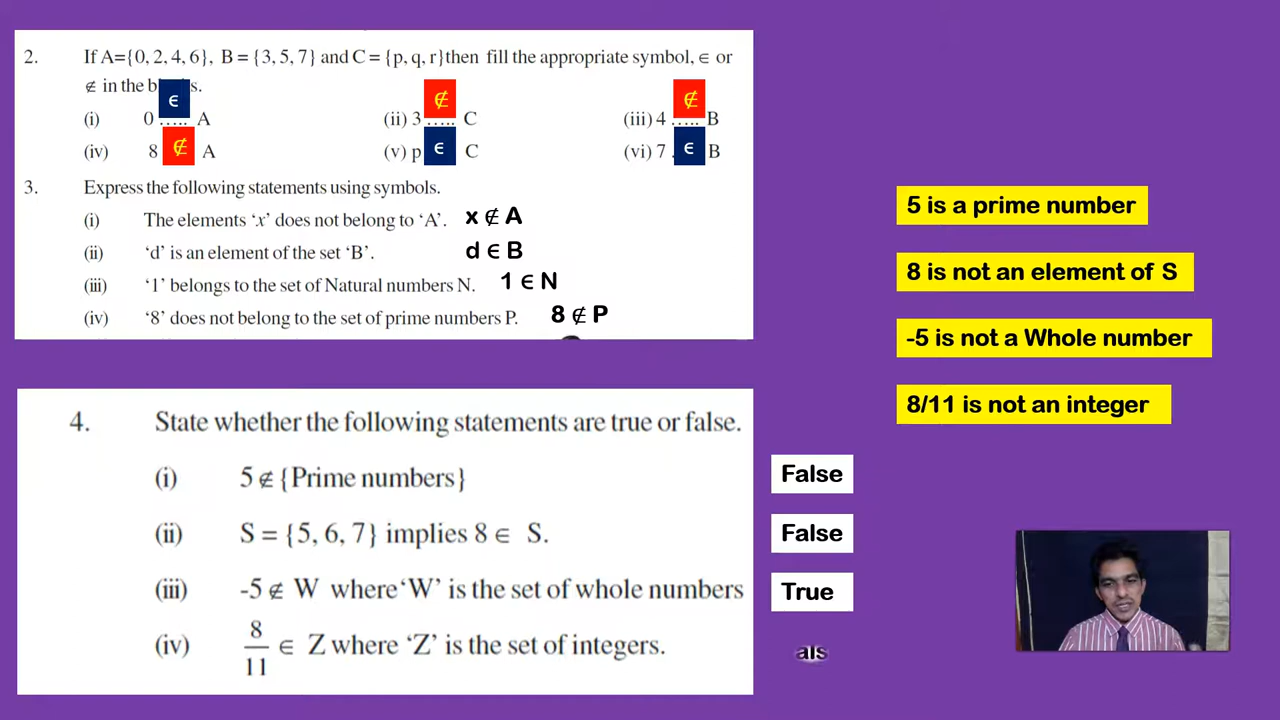 2. If A={0, 2, 4, 6}, B = {3, 5, 7} and C = {p, q, r}then fill the appropriate symbol, ∈ or
∉ in the b s.
(i) 0 ∈ ..... A (ii) 3 ∉ ..... C (iii) 4 ∉ ..... B
(iv) 8 ∉ A (v) p ∈ C (vi) 7 ∈ B
3. Express the following statements using symbols.
(i) The elements ‘x’ does not belong to ‘A’. x ∉ A
(ii) ‘d’ is an element of the set ‘B’. d ∈ B
(iii) ‘1’ belongs to the set of Natural numbers N. 1 ∈ N
(iv) ‘8’ does not belong to the set of prime numbers P. 8 ∉ P
5 is a prime number
8 is not an element of S
-5 is not a Whole number
8/11 is not an integer
4. State whether the following statements are true or false.
(i) 5 ∉ {Prime numbers} False
(ii) S = {5, 6, 7} implies 8 ∈ S. False
(iii) -5 ∉ W where ‘W’ is the set of whole numbers True
(iv) 8/11 ∈ Z where ‘Z’ is the set of integers.